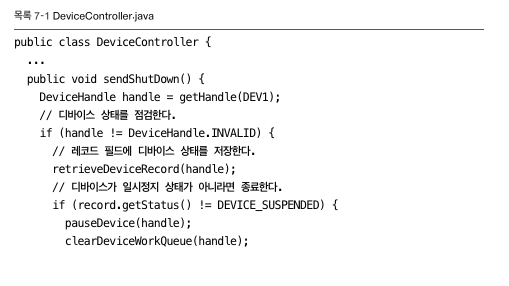 목록 7-1 DeviceController.java
public class DeviceController {
...
public void sendShutDown() {
DeviceHandle handle = getHandle(DEV1);
// 디바이스 상태를 점검한다.
if (handle != DeviceHandle.INVALID) {
// 레코드 필드에 디바이스 상태를 저장한다.
retrieveDeviceRecord(handle);
// 디바이스가 일시정지 상태가 아니라면 종료한다.
if (record.getStatus() != DEVICE_SUSPENDED) {
pauseDevice(handle);
clearDeviceWorkQueue(handle);